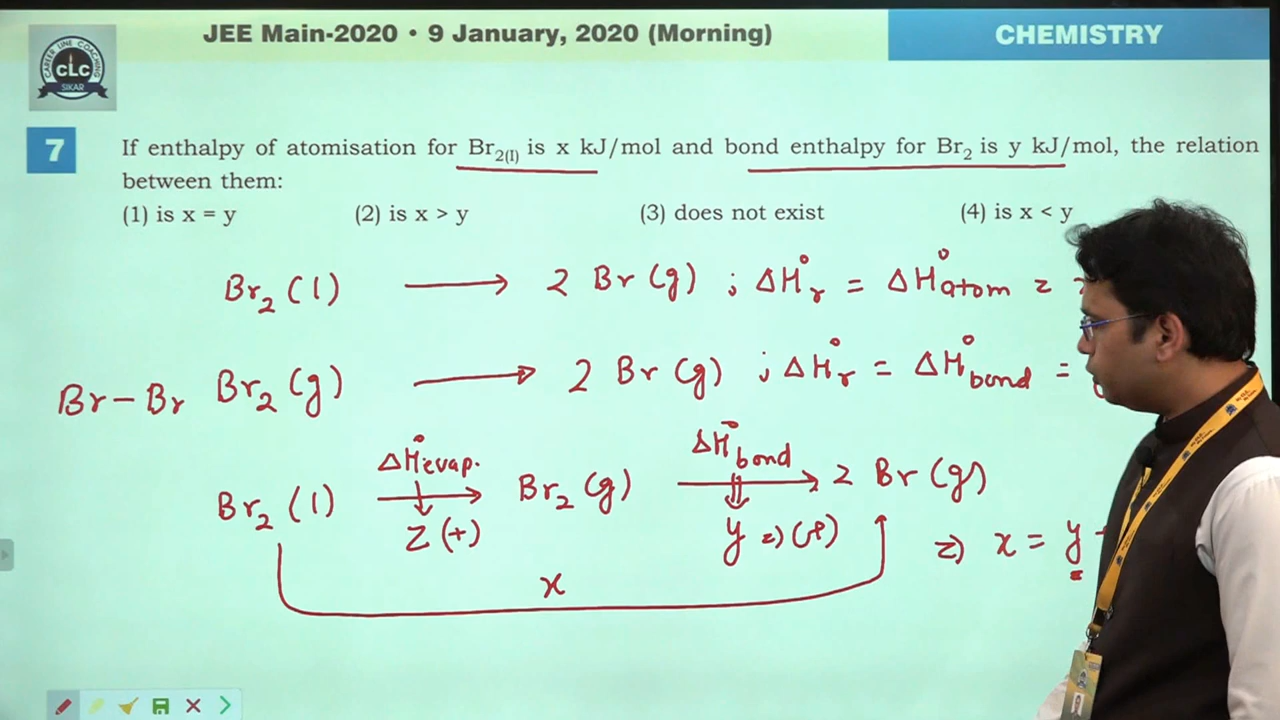 JEE Main-2020 • 9 January, 2020 (Morning)
CHEMISTRY
CAREER LINE COACHING
CLC
SIKAR
7
If enthalpy of atomisation for Br2(l) is x kJ/mol and bond enthalpy for Br2 is y kJ/mol, the relation
between them:
(1) is x = y (2) is x > y (3) does not exist (4) is x < y
Br2 (l) → 2 Br (g) ; ΔH°r = ΔH°atom =
Br–Br Br2 (g) → 2 Br (g) ; ΔH°r = ΔH°bond =
ΔH°evap. ΔH°bond
Br2 (l) → Br2 (g) → 2 Br (g)
Z (+) y ⇒ (+) ⇒ x = y
x